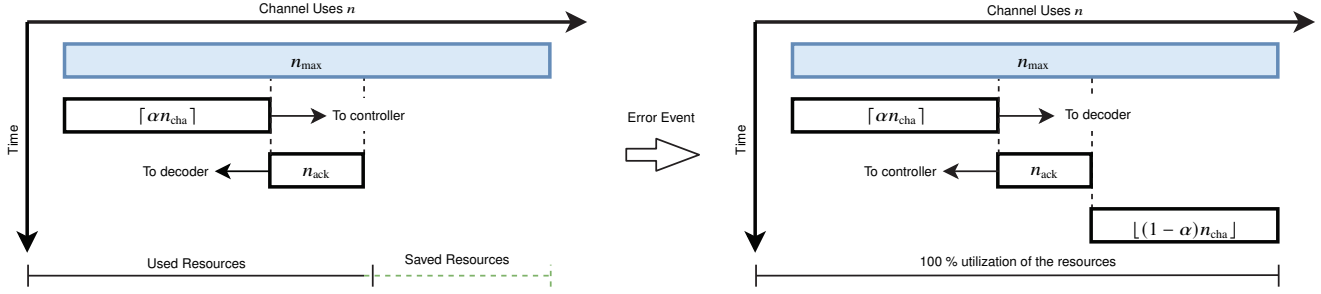 Channel Uses n
n_max
⌈αn_cha⌉
To controller
To decoder
n_ack
Time
Used Resources
Saved Resources
Error Event
Channel Uses n
n_max
⌈αn_cha⌉
To decoder
To controller
n_ack
⌊(1 − α)n_cha⌋
Time
100 % utilization of the resources